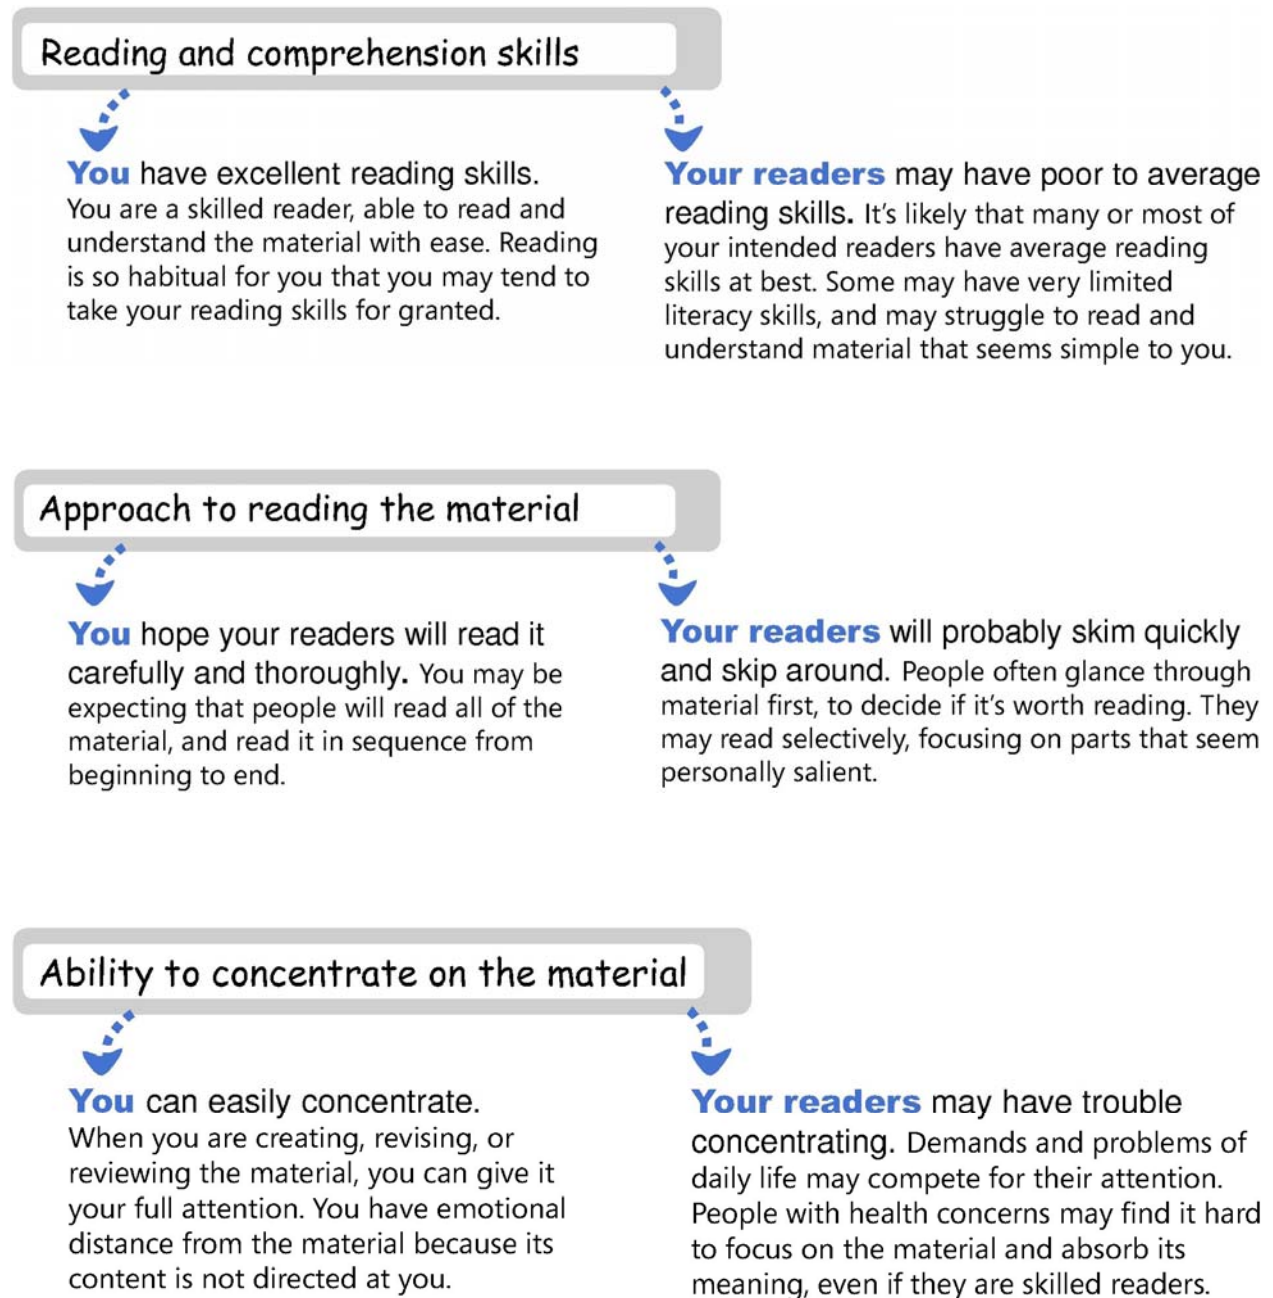 Reading and comprehension skills
You have excellent reading skills.
You are a skilled reader, able to read and
understand the material with ease. Reading
is so habitual for you that you may tend to
take your reading skills for granted.
Your readers may have poor to average
reading skills. It's likely that many or most of
your intended readers have average reading
skills at best. Some may have very limited
literacy skills, and may struggle to read and
understand material that seems simple to you.
Approach to reading the material
You hope your readers will read it
carefully and thoroughly. You may be
expecting that people will read all of the
material, and read it in sequence from
beginning to end.
Your readers will probably skim quickly
and skip around. People often glance through
material first, to decide if it's worth reading. They
may read selectively, focusing on parts that seem
personally salient.
Ability to concentrate on the material
You can easily concentrate.
When you are creating, revising, or
reviewing the material, you can give it
your full attention. You have emotional
distance from the material because its
content is not directed at you.
Your readers may have trouble
concentrating. Demands and problems of
daily life may compete for their attention.
People with health concerns may find it hard
to focus on the material and absorb its
meaning, even if they are skilled readers.